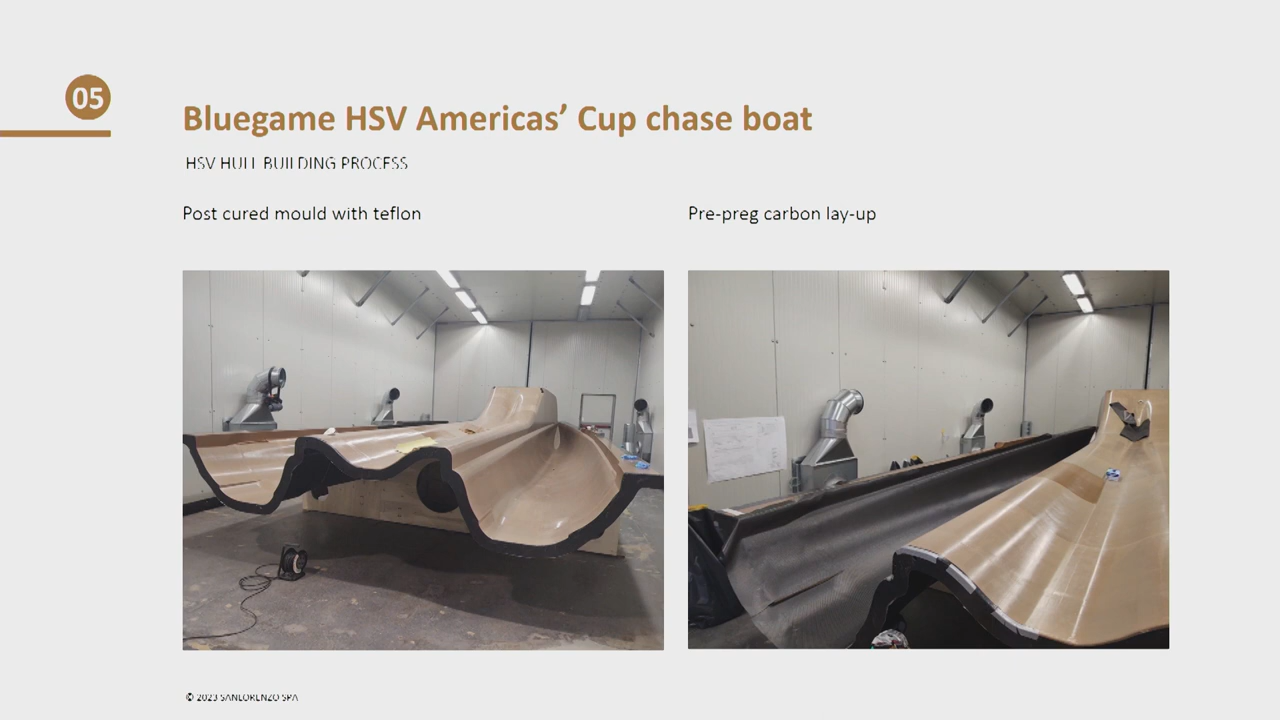 05
Bluegame HSV Americas’ Cup chase boat
HSV HULL BUILDING PROCESS
Post cured mould with teflon
Pre-preg carbon lay-up
© 2023 SANLORENZO SPA